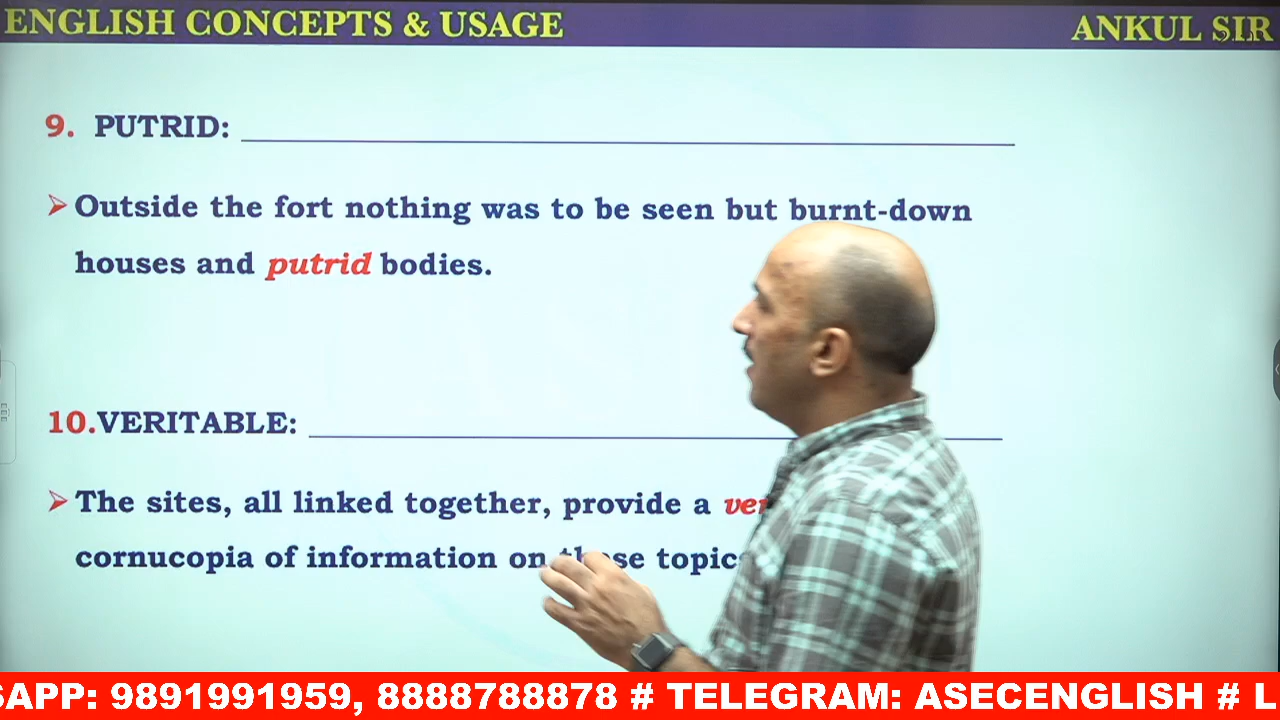 ENGLISH CONCEPTS & USAGE
ANKUL SIR
9. PUTRID:
Outside the fort nothing was to be seen but burnt-down
houses and putrid bodies.
10.VERITABLE:
The sites, all linked together, provide a
cornucopia of information on
SAPP: 9891991959, 8888788878 # TELEGRAM: ASECENGLISH # L